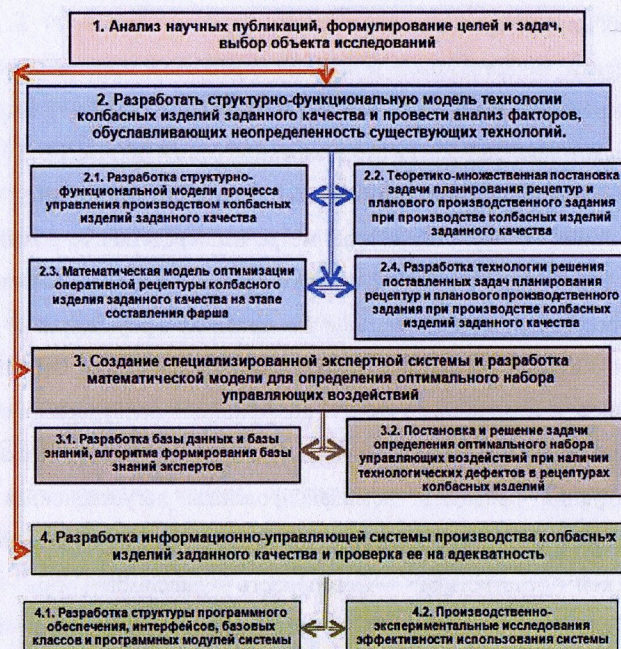 1. Анализ научных публикаций, формулирование целей и задач,
выбор объекта исследований
2. Разработать структурно-функциональную модель технологии
колбасных изделий заданного качества и провести анализ факторов,
обуславливающих неопределенность существующих технологий.
2.1. Разработка структурно-
функциональной модели процесса
управления производством колбасных
изделий заданного качества
2.2. Теоретико-множественная постановка
задачи планирования рецептур и
планового производственного задания
при производстве колбасных изделий
заданного качества
2.3. Математическая модель оптимизации
оперативной рецептуры колбасного
изделия заданного качества на этапе
составления фарша
2.4. Разработка технологии решения
поставленных задач планирования
рецептур и планового производственного
задания при производстве колбасных
изделий заданного качества
3. Создание специализированной экспертной системы и разработка
математической модели для определения оптимального набора
управляющих воздействий
3.1. Разработка базы данных и базы
знаний, алгоритма формирования базы
знаний экспертов
3.2. Постановка и решение задачи
определения оптимального набора
управляющих воздействий при наличии
технологических дефектов в рецептурах
колбасных изделий
4. Разработка информационно-управляющей системы производства колбасных
изделий заданного качества и проверка ее на адекватность
4.1. Разработка структуры программного
обеспечения, интерфейсов, базовых
классов и программных модулей системы
4.2. Производственно-
экспериментальные исследования
эффективности использования системы